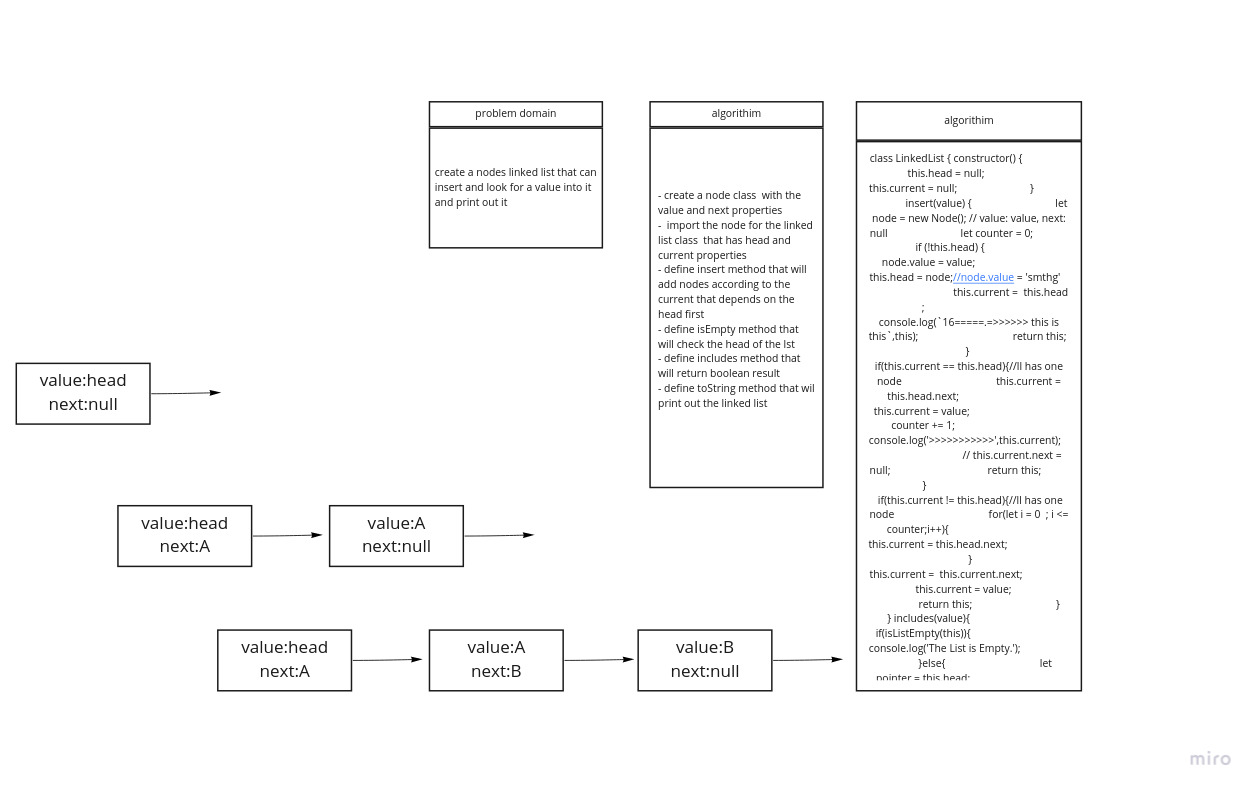 problem domain
create a nodes linked list that can
insert and look for a value into it
and print out it
algorithim
- create a node class  with the
value and next properties
-  import the node for the linked
list class  that has head and
current properties
- define insert method that will
add nodes according to the
current that depends on the
head first
- define isEmpty method that
will check the head of the lst
- define includes method that
will return boolean result
- define toString method that wil
print out the linked list
algorithim
class LinkedList { constructor() {
this.head = null;
this.current = null; }
insert(value) { let
node = new Node(); // value: value, next:
null let counter = 0;
if (!this.head) {
node.value = value;
this.head = node;//node.value = 'smthg'
this.current =  this.head
;
console.log(`16=====.=>>>>>> this is
this`,this); return this;
}
if(this.current == this.head){//ll has one
node this.current =
this.head.next;
this.current = value;
counter += 1;
console.log('>>>>>>>>>>>',this.current);
// this.current.next =
null; return this;
}
if(this.current != this.head){//ll has one
node for(let i = 0  ; i <=
counter;i++){
this.current = this.head.next;
}
this.current =  this.current.next;
this.current = value;
return this; }
} includes(value){
if(isListEmpty(this)){
console.log('The List is Empty.');
}else{ let
pointer = this.head;
value:head
next:null
value:head
next:A
value:A
next:null
value:head
next:A
value:A
next:B
value:B
next:null
miro